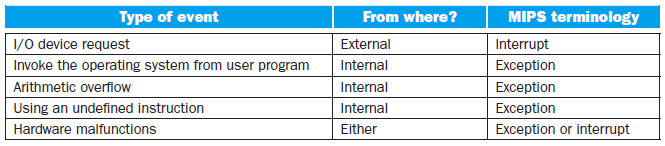 Type of event From where? MIPS terminology
I/O device request External Interrupt
Invoke the operating system from user program Internal Exception
Arithmetic overflow Internal Exception
Using an undefined instruction Internal Exception
Hardware malfunctions Either Exception or interrupt